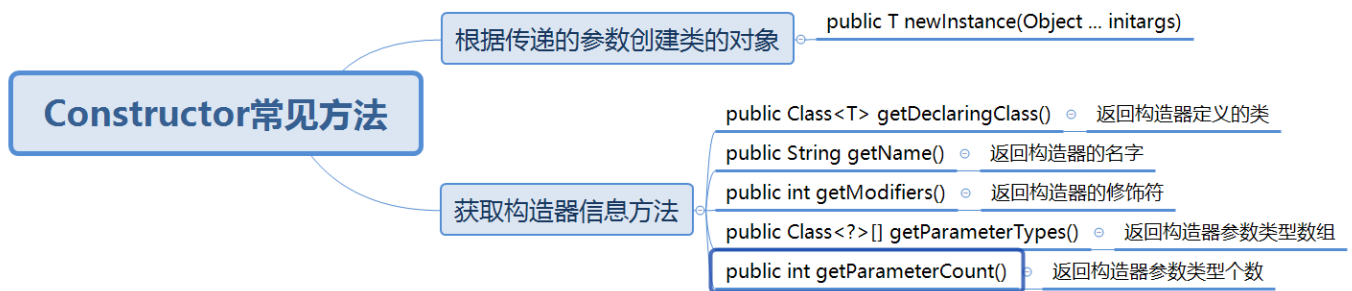 Constructor常见方法
根据传递的参数创建类的对象
public T newInstance(Object ... initargs)
获取构造器信息方法
public Class<T> getDeclaringClass() 返回构造器定义的类
public String getName() 返回构造器的名字
public int getModifiers() 返回构造器的修饰符
public Class<?>[] getParameterTypes() 返回构造器参数类型数组
public int getParameterCount() 返回构造器参数类型个数